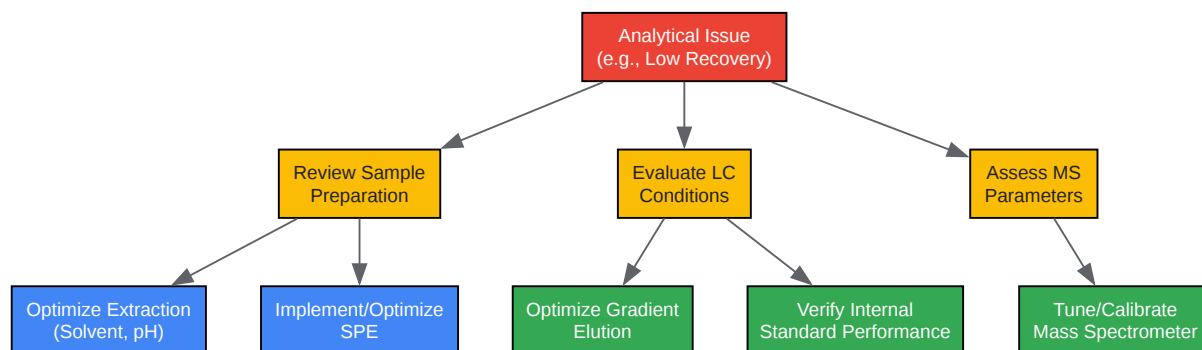 Analytical Issue
(e.g., Low Recovery)
Review Sample
Preparation
Evaluate LC
Conditions
Assess MS
Parameters
Optimize Extraction
(Solvent, pH)
Implement/Optimize
SPE
Optimize Gradient
Elution
Verify Internal
Standard Performance
Tune/Calibrate
Mass Spectrometer